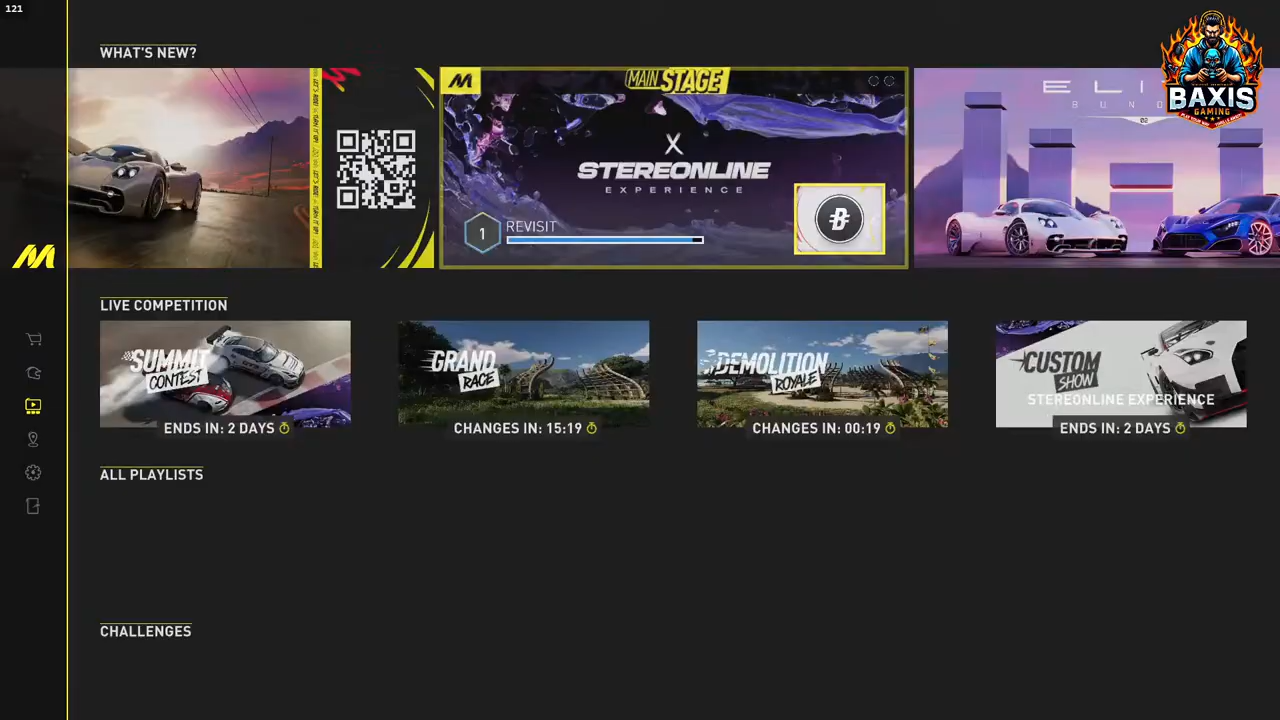 121
WHAT'S NEW?
MAIN STAGE
X
STEREONLINE
EXPERIENCE
1
REVISIT
ELI
BUND
BAXIS
GAMING
LIVE COMPETITION
SUMMIT
CONTEST
ENDS IN: 2 DAYS
GRAND
RACE
CHANGES IN: 15:19
DEMOLITION
ROYALE
CHANGES IN: 00:19
CUSTOM
SHOW
STEREONLINE EXPERIENCE
ENDS IN: 2 DAYS
ALL PLAYLISTS
CHALLENGES